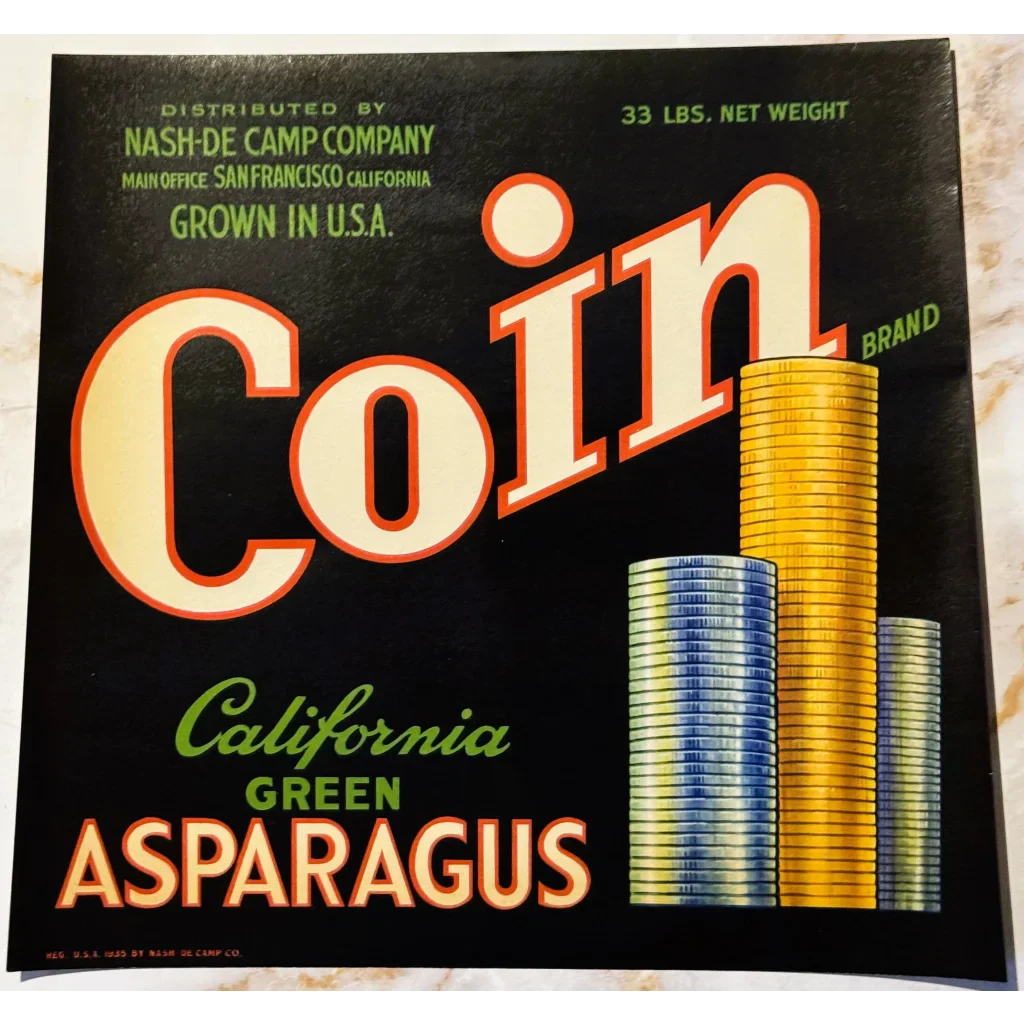 DISTRIBUTED BY
NASH-DE CAMP COMPANY
MAIN OFFICE SAN FRANCISCO CALIFORNIA
GROWN IN U.S.A.
33 LBS. NET WEIGHT
Coin
BRAND
California
GREEN
ASPARAGUS
REG. U.S.A. 1935 BY NASH-DE CAMP CO.